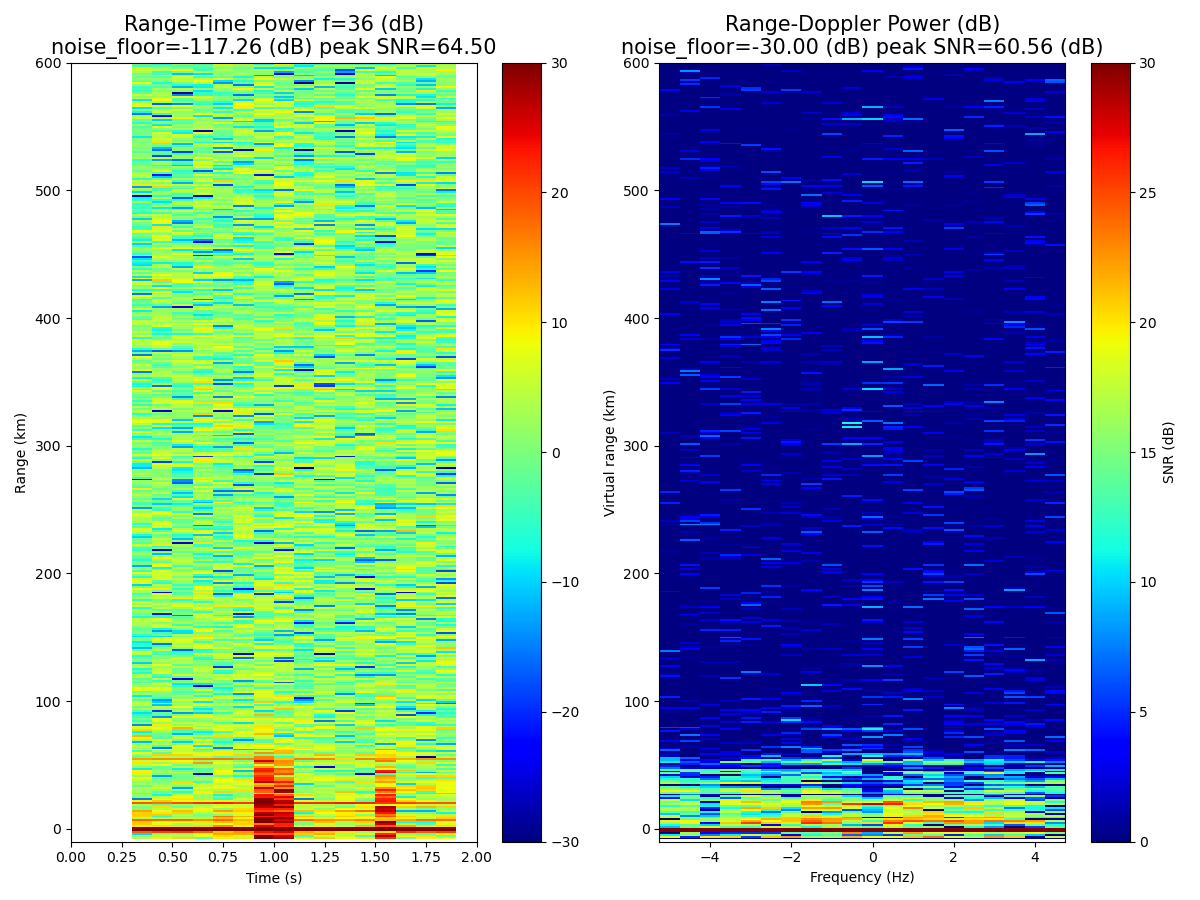 Range-Time Power f=36 (dB)
noise_floor=-117.26 (dB) peak SNR=64.50
Range (km)
600
500
400
300
200
100
0
0.00 0.25 0.50 0.75 1.00 1.25 1.50 1.75 2.00
Time (s)
30
20
10
0
−10
−20
−30
Range-Doppler Power (dB)
noise_floor=-30.00 (dB) peak SNR=60.56 (dB)
Virtual range (km)
600
500
400
300
200
100
0
−4 −2 0 2 4
Frequency (Hz)
30
25
20
15
10
5
0
SNR (dB)